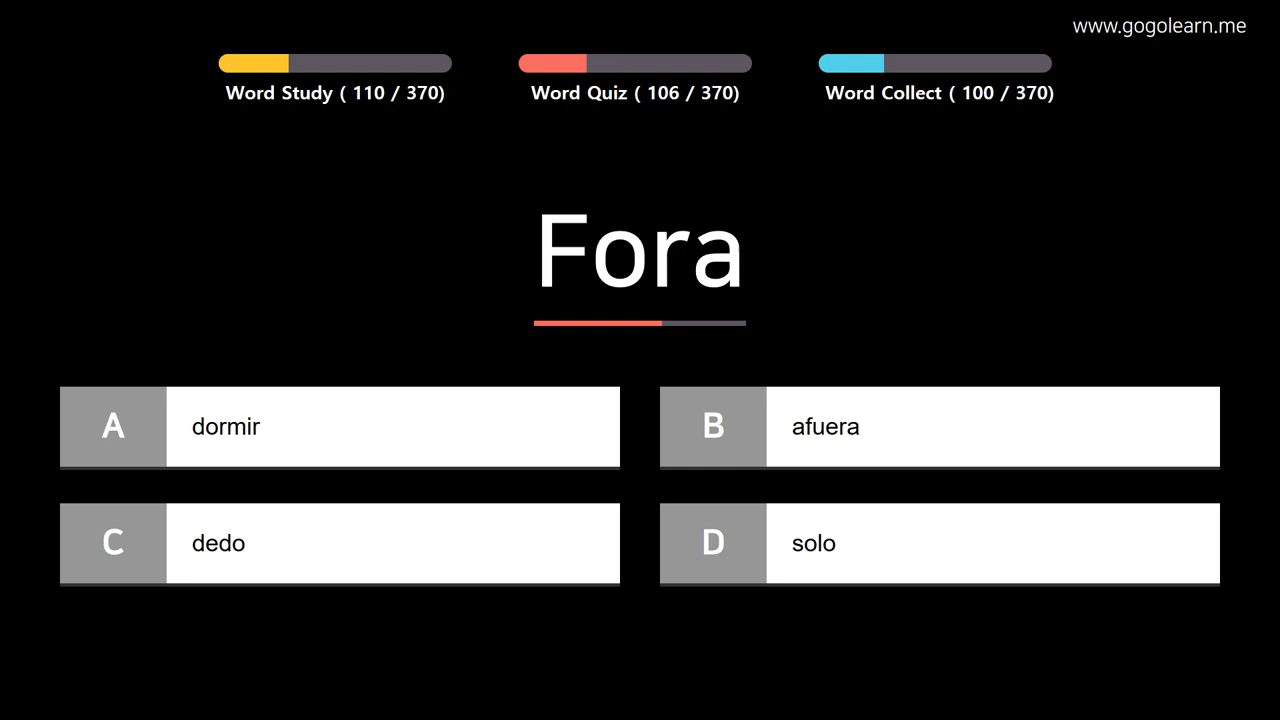 www.gogolearn.me
Word Study ( 110 / 370)
Word Quiz ( 106 / 370)
Word Collect ( 100 / 370)
Fora
A dormir
B afuera
C dedo
D solo